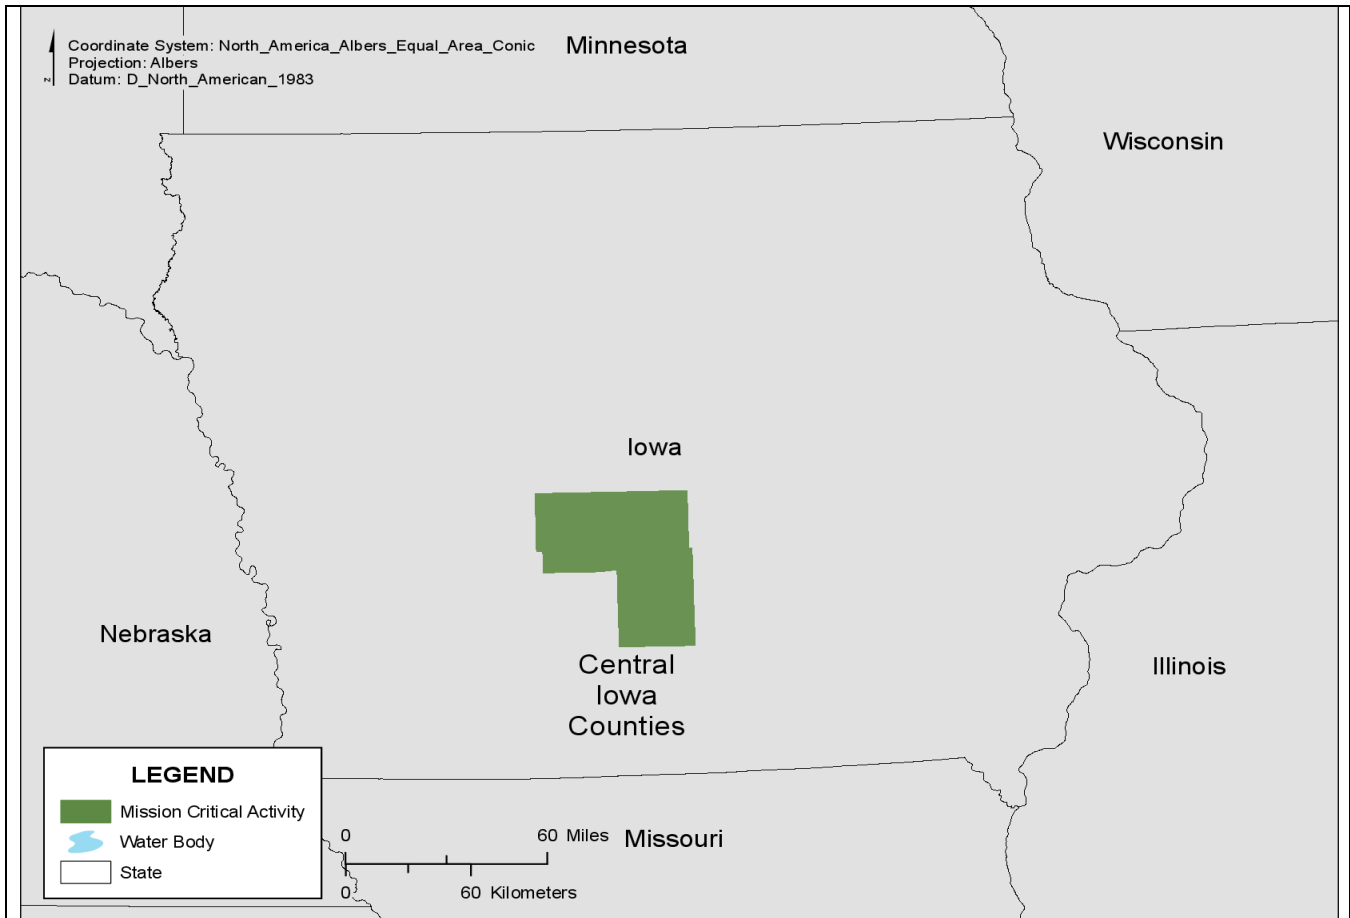 Coordinate System: North_America_Albers_Equal_Area_Conic
Projection: Albers
Datum: D_North_American_1983
z
Minnesota
Wisconsin
Iowa
Nebraska
Central
Iowa
Counties
Illinois
LEGEND
Mission Critical Activity
Water Body
State
0 60 Miles
0 60 Kilometers
Missouri